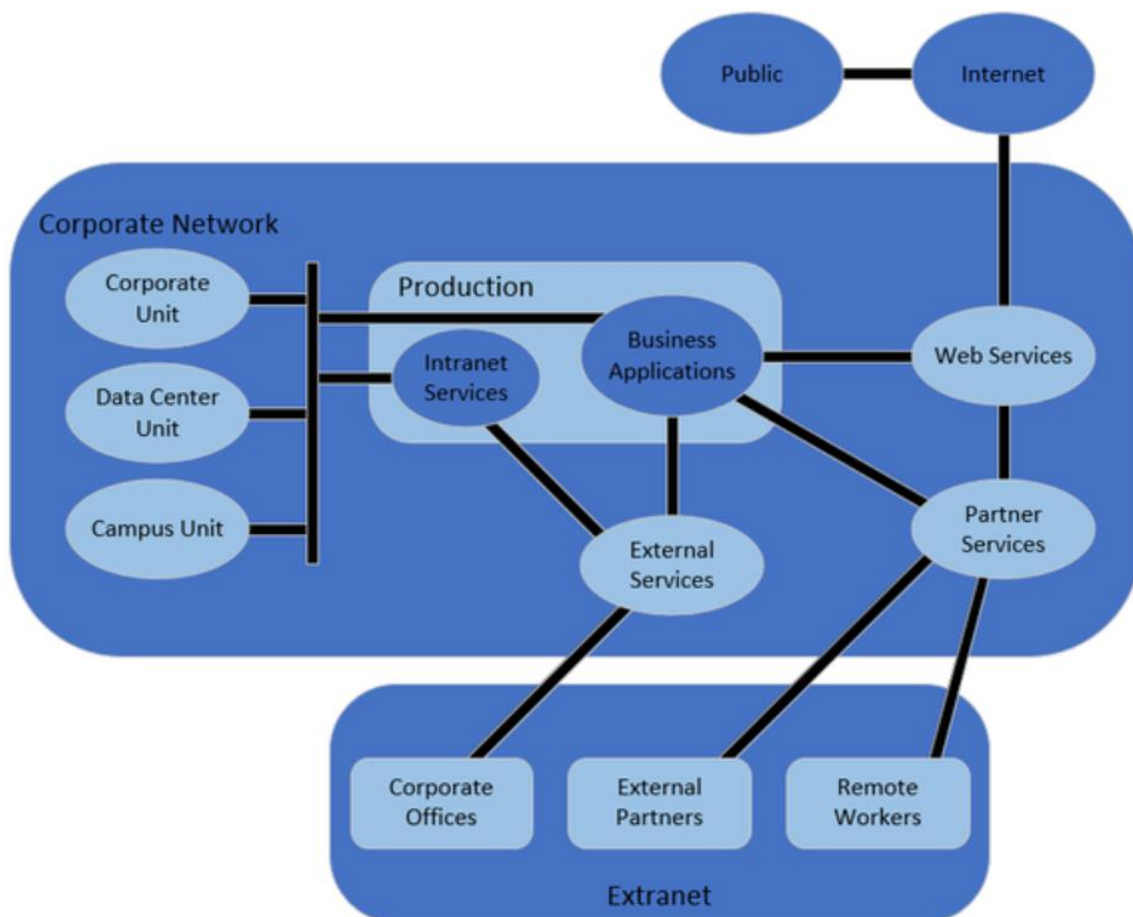 Public
Internet
Corporate Network
Corporate
Unit
Production
Business
Applications
Intranet
Services
Web Services
Data Center
Unit
Campus Unit
External
Services
Partner
Services
Corporate
Offices
External
Partners
Remote
Workers
Extranet